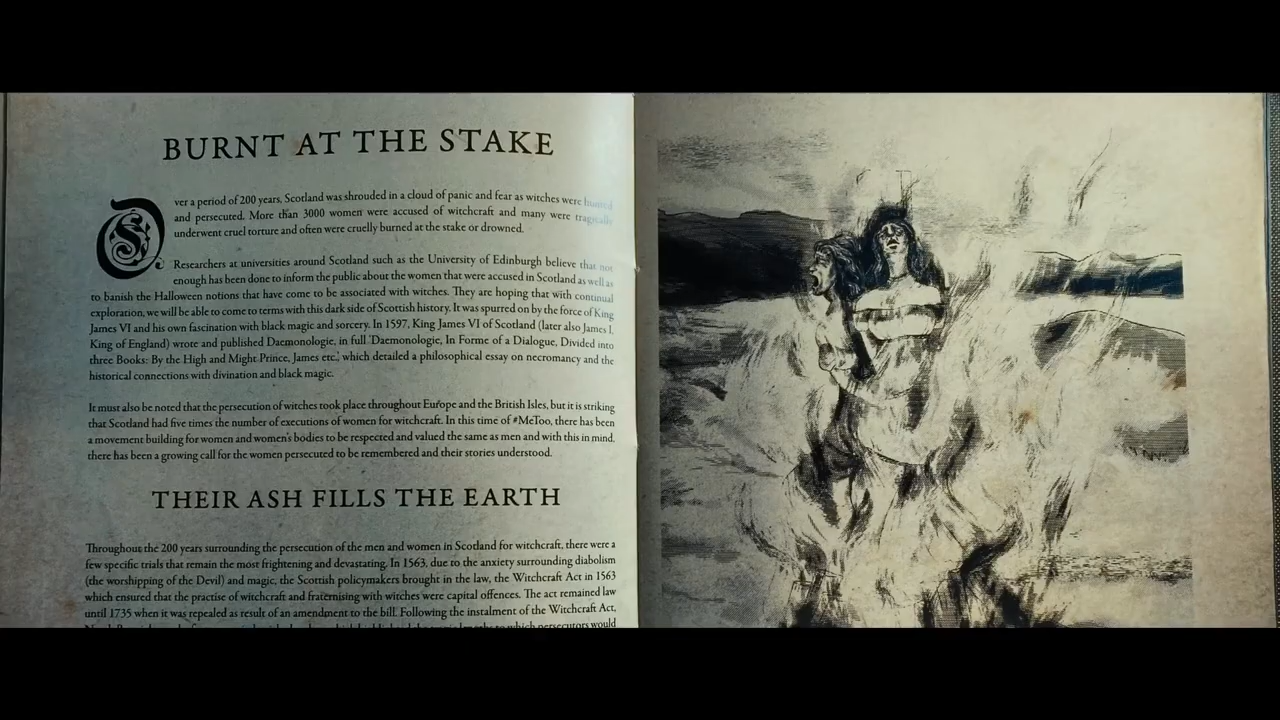 BURNT AT THE STAKE
Over a period of 200 years, Scotland was shrouded in a cloud of panic and fear as witches were hunted
and persecuted. More than 3000 women were accused of witchcraft and many were tragically
underwent cruel torture and often were cruelly burned at the stake or drowned.
Researchers at universities around Scotland such as the University of Edinburgh believe that not
enough has been done to inform the public about the women that were accused in Scotland as well as
to banish the Halloween notions that have come to be associated with witches. They are hoping that with continual
exploration, we will be able to come to terms with this dark side of Scottish history. It was spurred on by the force of King
James VI and his own fascination with black magic and sorcery. In 1597, King James VI of Scotland (later also James I,
King of England) wrote and published Daemonologie, in full 'Daemonologie, In Forme of a Dialogue, Divided into
three Books: By the High and Might Prince, James etc.', which detailed a philosophical essay on necromancy and the
historical connections with divination and black magic.
It must also be noted that the persecution of witches took place throughout Europe and the British Isles, but it is striking
that Scotland had five times the number of executions of women for witchcraft. In this time of #MeToo, there has been
a movement building for women and women's bodies to be respected and valued the same as men and with this in mind,
there has been a growing call for the women persecuted to be remembered and their stories understood.
THEIR ASH FILLS THE EARTH
Throughout the 200 years surrounding the persecution of the men and women in Scotland for witchcraft, there were a
few specific trials that remain the most frightening and devastating. In 1563, due to the anxiety surrounding diabolism
(the worshipping of the Devil) and magic, the Scottish policymakers brought in the law, the Witchcraft Act in 1563
which ensured that the practise of witchcraft and fraternising with witches were capital offences. The act remained law
until 1735 when it was repealed as result of an amendment to the bill. Following the instalment of the Witchcraft Act,
to which persecutors would